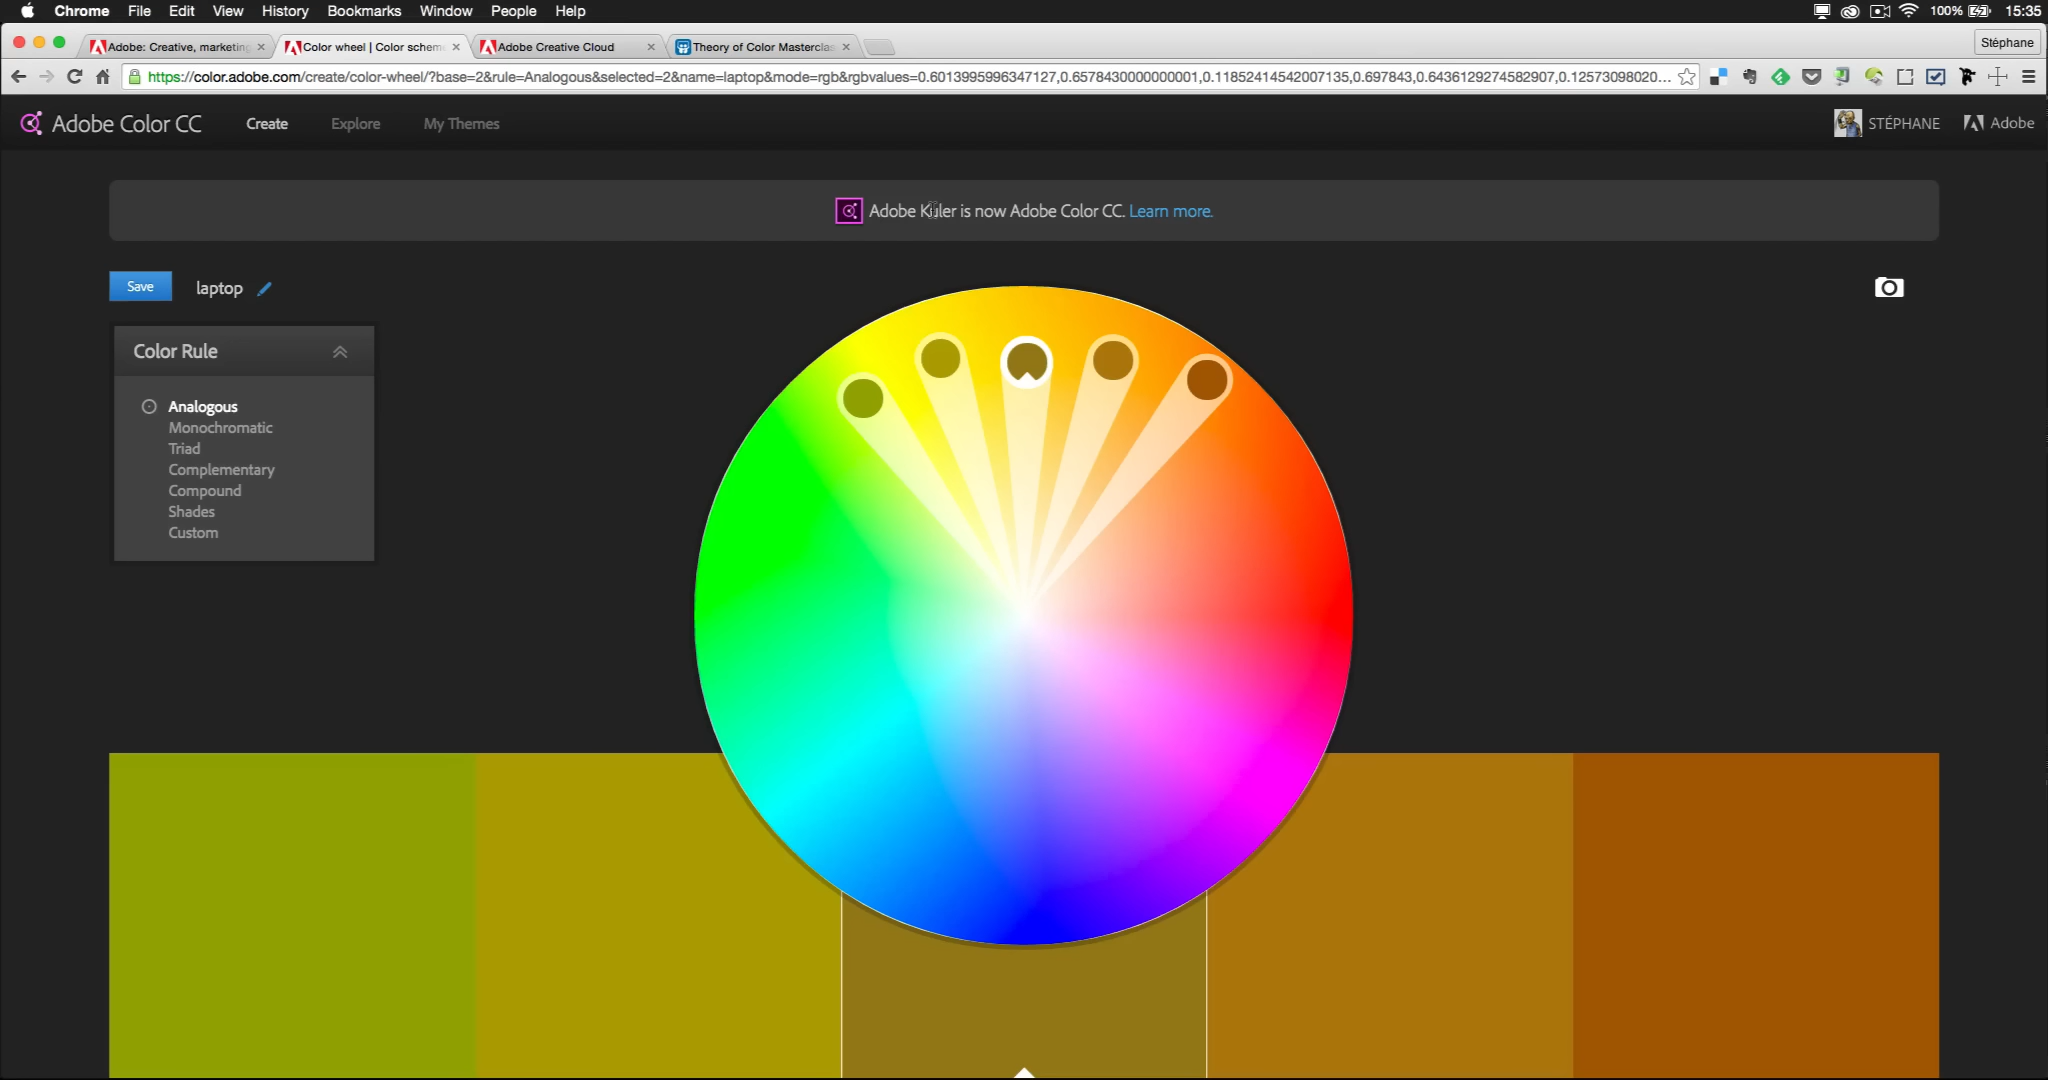 Chrome File Edit View History Bookmarks Window People Help 100% 15:35
Adobe: Creative, marketing Color wheel | Color schem Adobe Creative Cloud Theory of Color Masterclas Stéphane
https://color.adobe.com/create/color-wheel/?base=2&rule=Analogous&selected=2&name=laptop&mode=rgb&rgbvalues=0.6013995996347127,0.6578430000000001,0.11852414542007135,0.697843,0.6436129274582907,0.12573098020...
Adobe Color CC Create Explore My Themes STÉPHANE Adobe
Adobe Kuler is now Adobe Color CC. Learn more.
Save laptop
Color Rule
Analogous
Monochromatic
Triad
Complementary
Compound
Shades
Custom